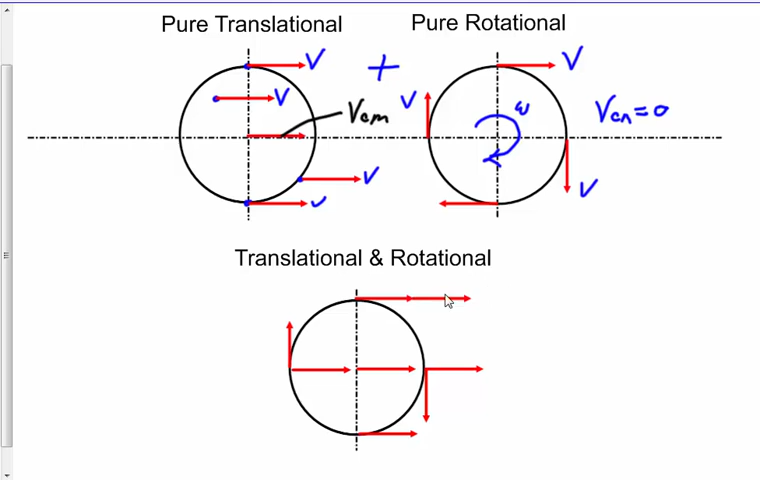 Pure Translational
Pure Rotational
V
+
V
V
Vcm
V
ω
Vcm=0
V
V
V
Translational & Rotational